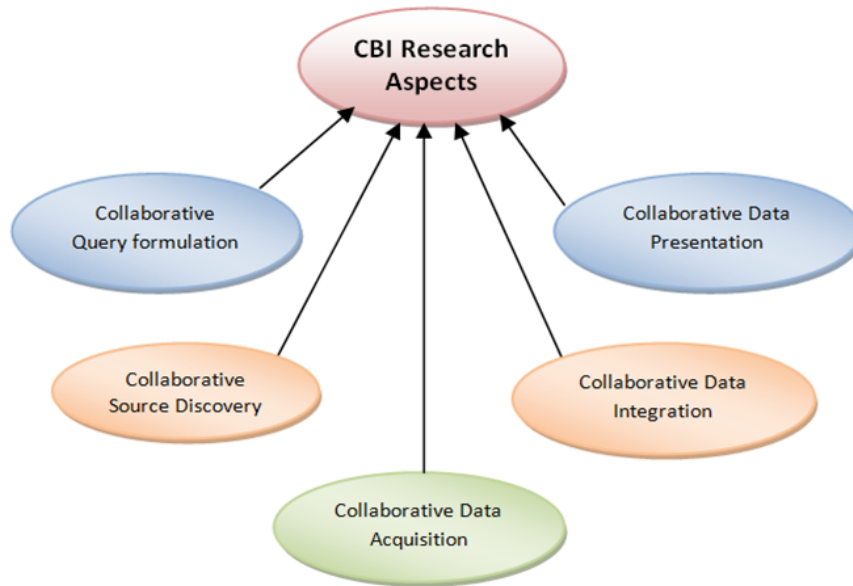 CBI Research
Aspects
Collaborative
Query formulation
Collaborative Data
Presentation
Collaborative
Source Discovery
Collaborative Data
Integration
Collaborative Data
Acquisition